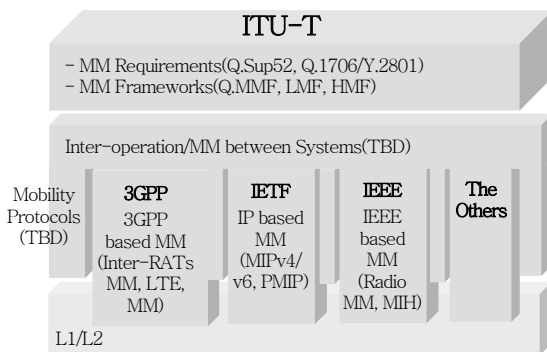 ITU-T
- MM Requirements(Q.Sup52, Q.1706/Y.2801)
- MM Frameworks(Q.MMF, LMF, HMF)
Inter-operation/MM between Systems(TBD)
Mobility
Protocols
(TBD)
3GPP
3GPP
based MM
(Inter-RATs
MM, LTE,
MM)
IETF
IP based
MM
(MIPv4/
v6, PMIP)
IEEE
IEEE
based
MM
(Radio
MM, MIH)
The
Others
L1/L2